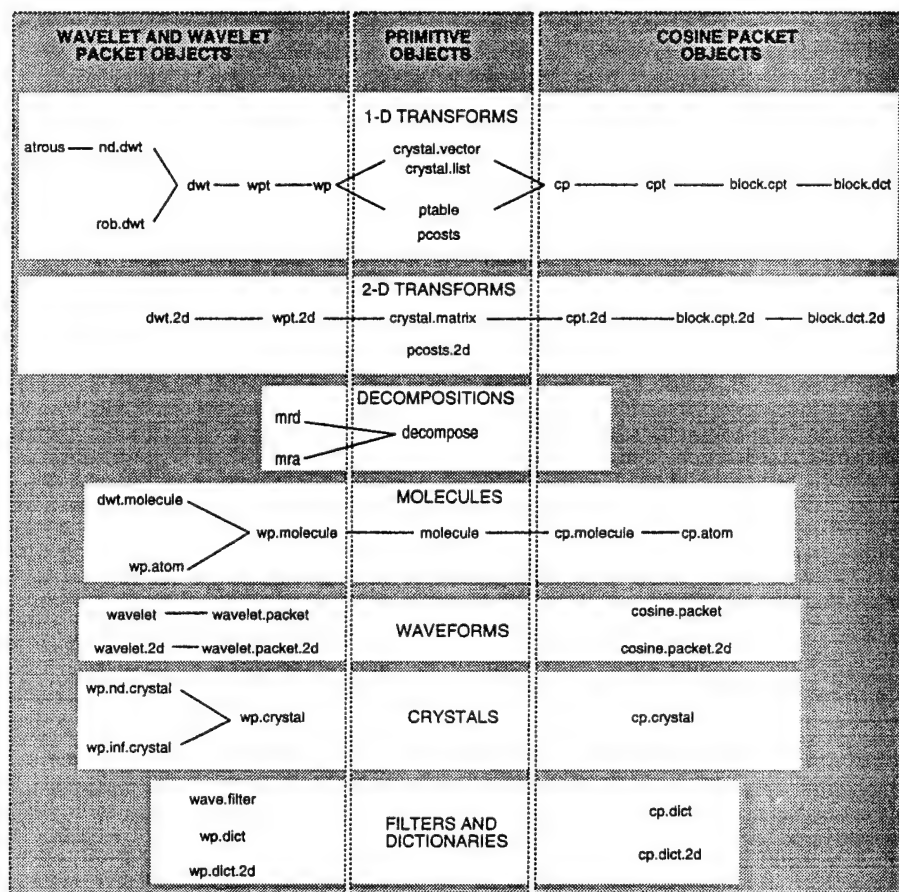 WAVELET AND WAVELET PACKET OBJECTS
PRIMITIVE OBJECTS
COSINE PACKET OBJECTS
1-D TRANSFORMS
atrous
nd.dwt
rob.dwt
dwt
wpt
wp
crystal.vector
crystal.list
ptable
pcosts
cp
cpt
block.cpt
block.dct
2-D TRANSFORMS
dwt.2d
wpt.2d
crystal.matrix
cpt.2d
block.cpt.2d
block.dct.2d
pcosts.2d
DECOMPOSITIONS
mrd
mra
decompose
MOLECULES
dwt.molecule
wp.atom
wp.molecule
molecule
cp.molecule
cp.atom
WAVEFORMS
wavelet
wavelet.packet
wavelet.2d
wavelet.packet.2d
cosine.packet
cosine.packet.2d
CRYSTALS
wp.nd.crystal
wp.inf.crystal
wp.crystal
cp.crystal
FILTERS AND
DICTIONARIES
wave.filter
wp.dict
wp.dict.2d
cp.dict
cp.dict.2d